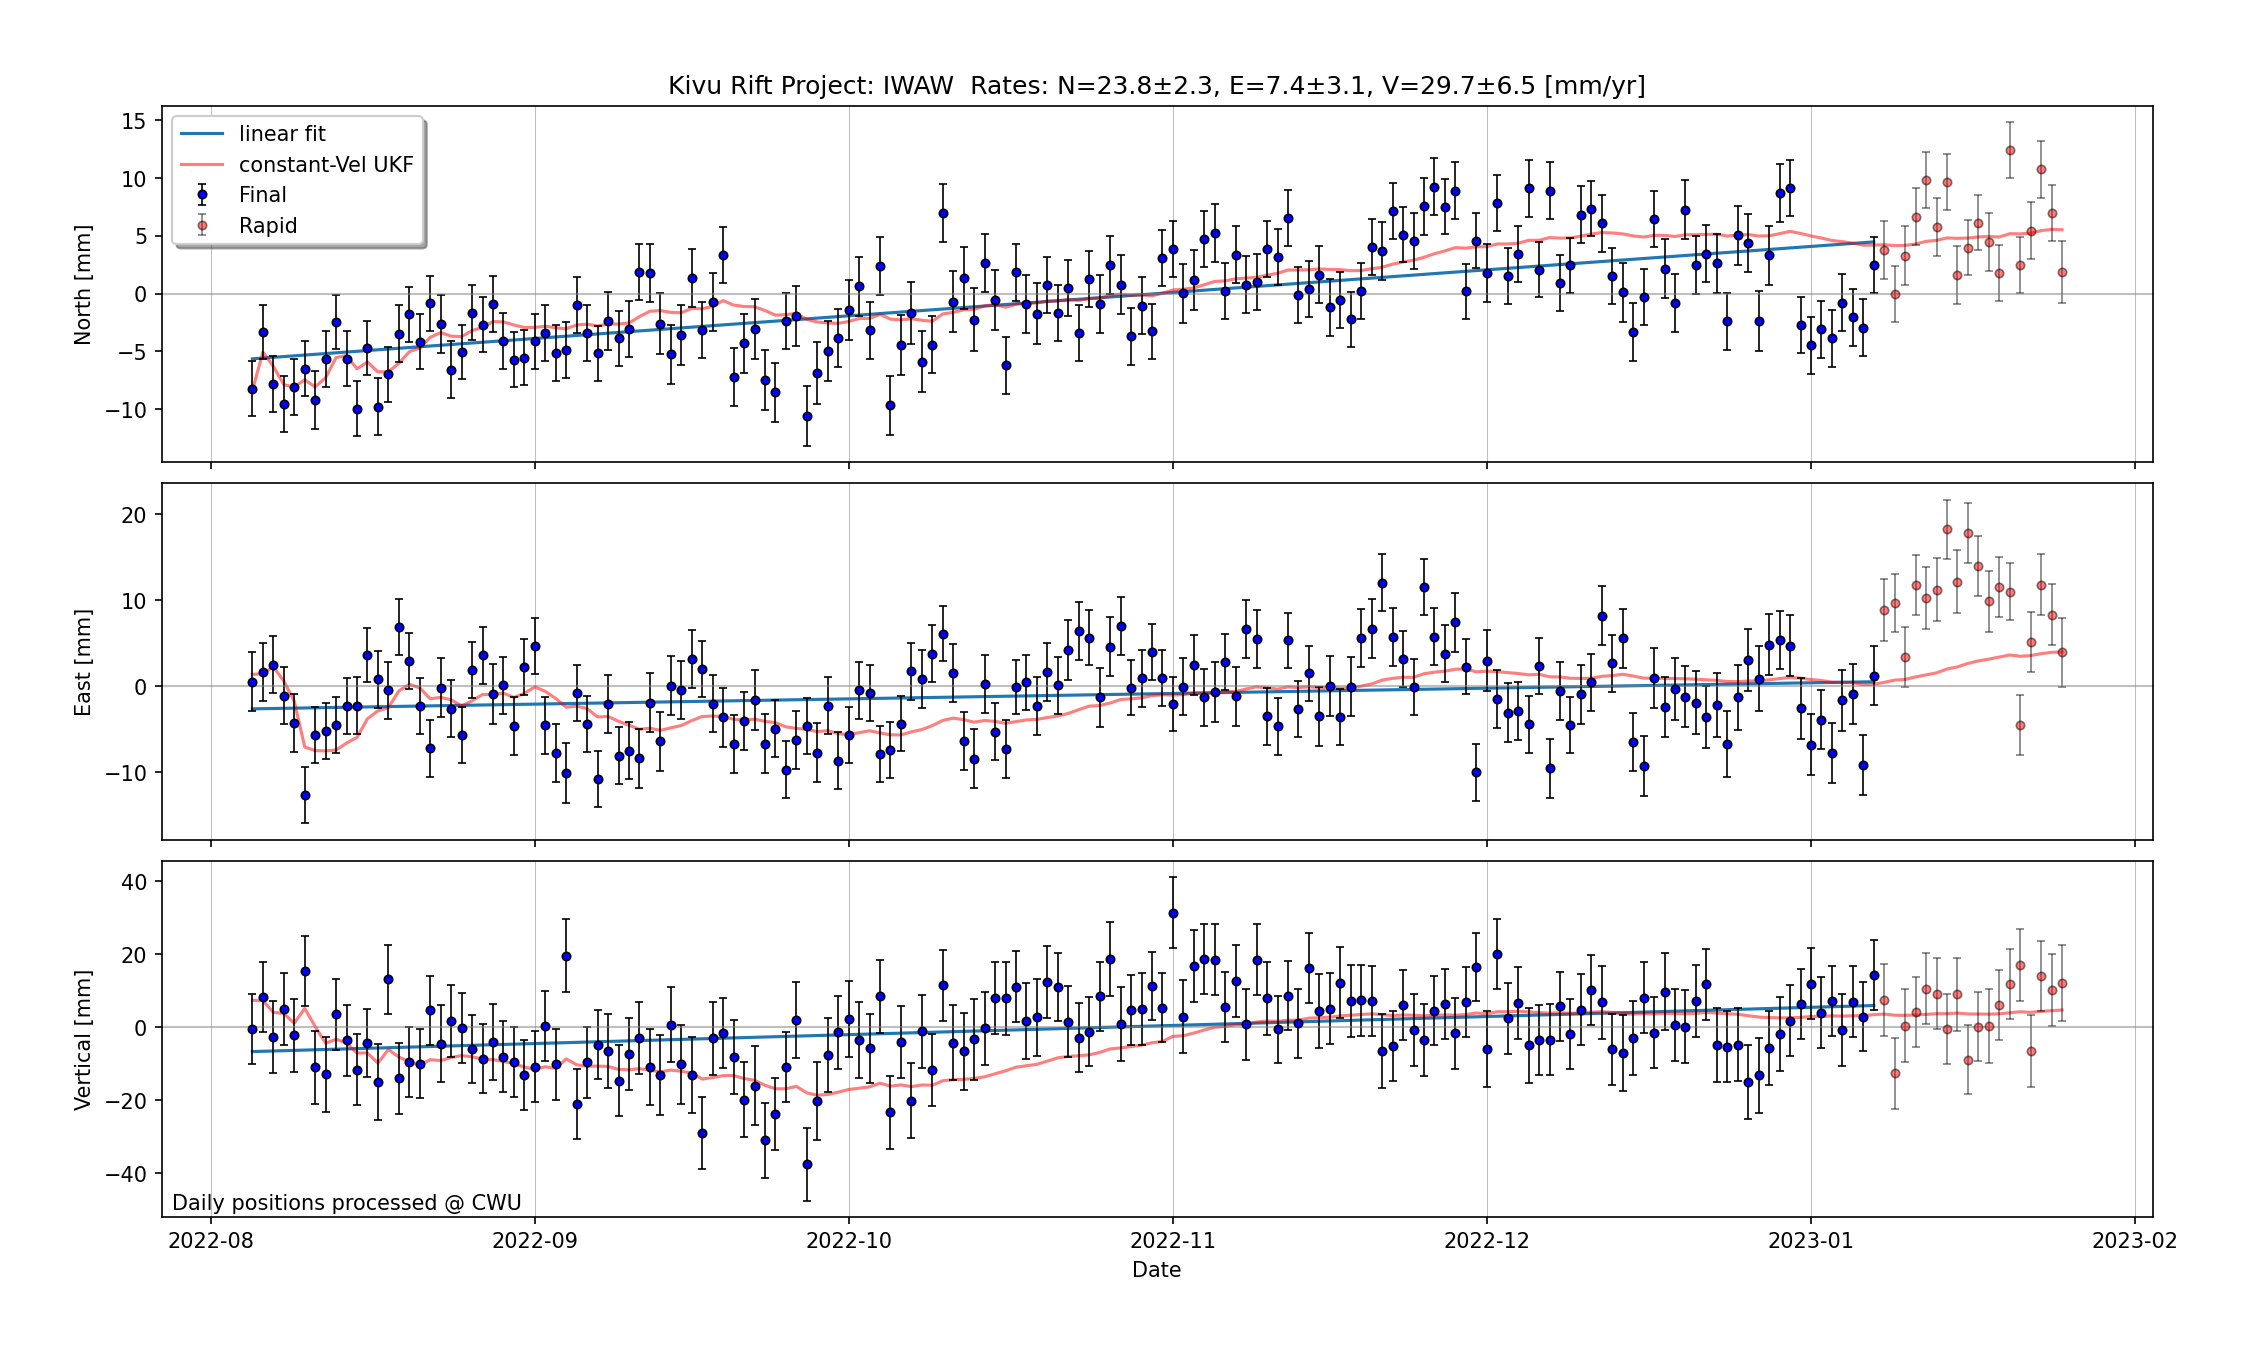 Kivu Rift Project: IWAW  Rates: N=23.8±2.3, E=7.4±3.1, V=29.7±6.5 [mm/yr]
linear fit
constant-Vel UKF
Final
Rapid
North [mm]
15
10
5
0
−5
−10
East [mm]
20
10
0
−10
Vertical [mm]
40
20
0
−20
−40
Daily positions processed @ CWU
2022-08 2022-09 2022-10 2022-11 2022-12 2023-01 2023-02
Date